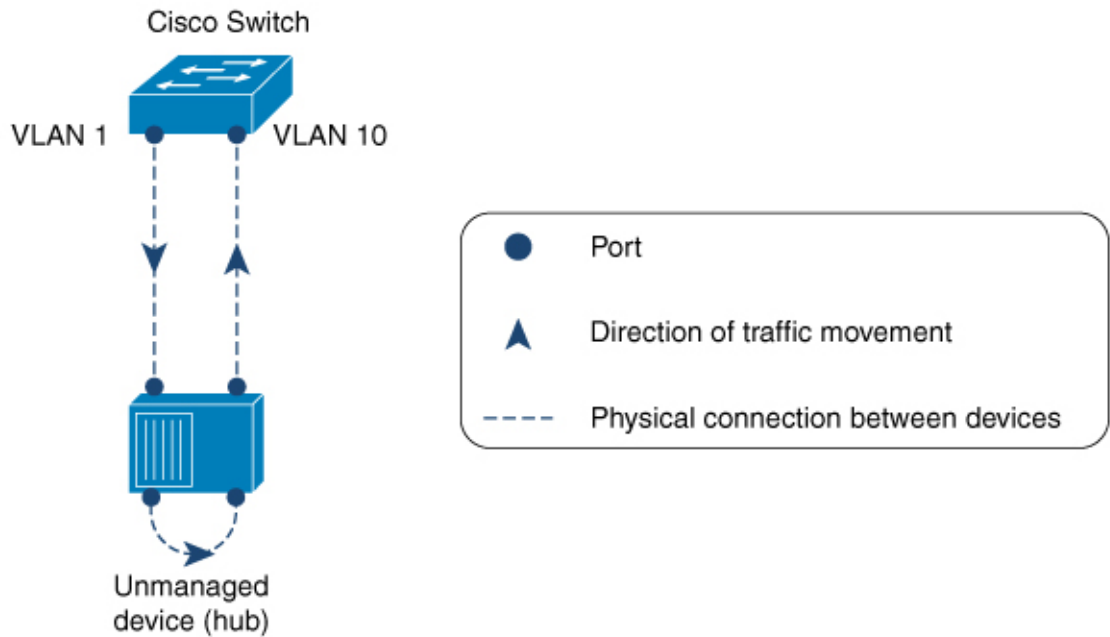 Cisco Switch
VLAN 1
VLAN 10
Port
Direction of traffic movement
Physical connection between devices
Unmanaged
device (hub)